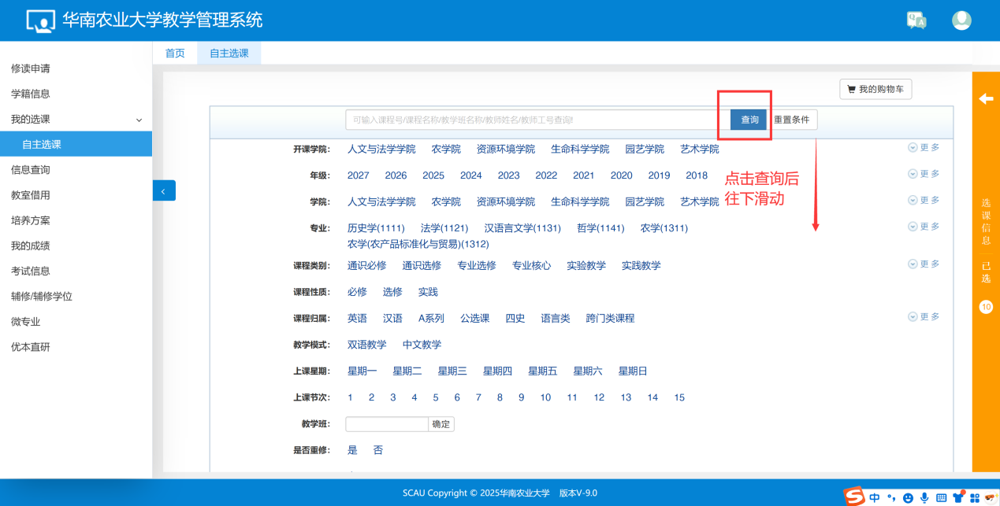 华南农业大学教学管理系统
首页 自主选课
修读申请
学籍信息
我的选课
自主选课
信息查询
教室借用
培养方案
我的成绩
考试信息
辅修/辅修学位
微专业
优本直研
我的购物车
可输入课程号/课程名称/教学班名称/教师姓名/教师工号查询! 查询 重置条件
开课学院: 人文与法学学院 农学院 资源环境学院 生命科学学院 园艺学院 艺术学院 更多
年级: 2027 2026 2025 2024 2023 2022 2021 2020 2019 2018 更多
学院: 人文与法学学院 农学院 资源环境学院 生命科学学院 园艺学院 艺术学院 更多
点击查询后
往下滑动
专业: 历史学(1111) 法学(1121) 汉语言文学(1131) 哲学(1141) 农学(1311) 更多
农学(农产品标准化与贸易)(1312)
课程类别: 通识必修 通识选修 专业选修 专业核心 实验教学 实践教学 更多
课程性质: 必修 选修 实践
课程归属: 英语 汉语 A系列 公选课 四史 语言类 跨门类课程 更多
教学模式: 双语教学 中文教学
上课星期: 星期一 星期二 星期三 星期四 星期五 星期六 星期日
上课节次: 1 2 3 4 5 6 7 8 9 10 11 12 13 14 15
教学班: 确定
是否重修: 是 否
选课信息
已选
10
SCAU Copyright © 2025华南农业大学 版本V-9.0
S 中